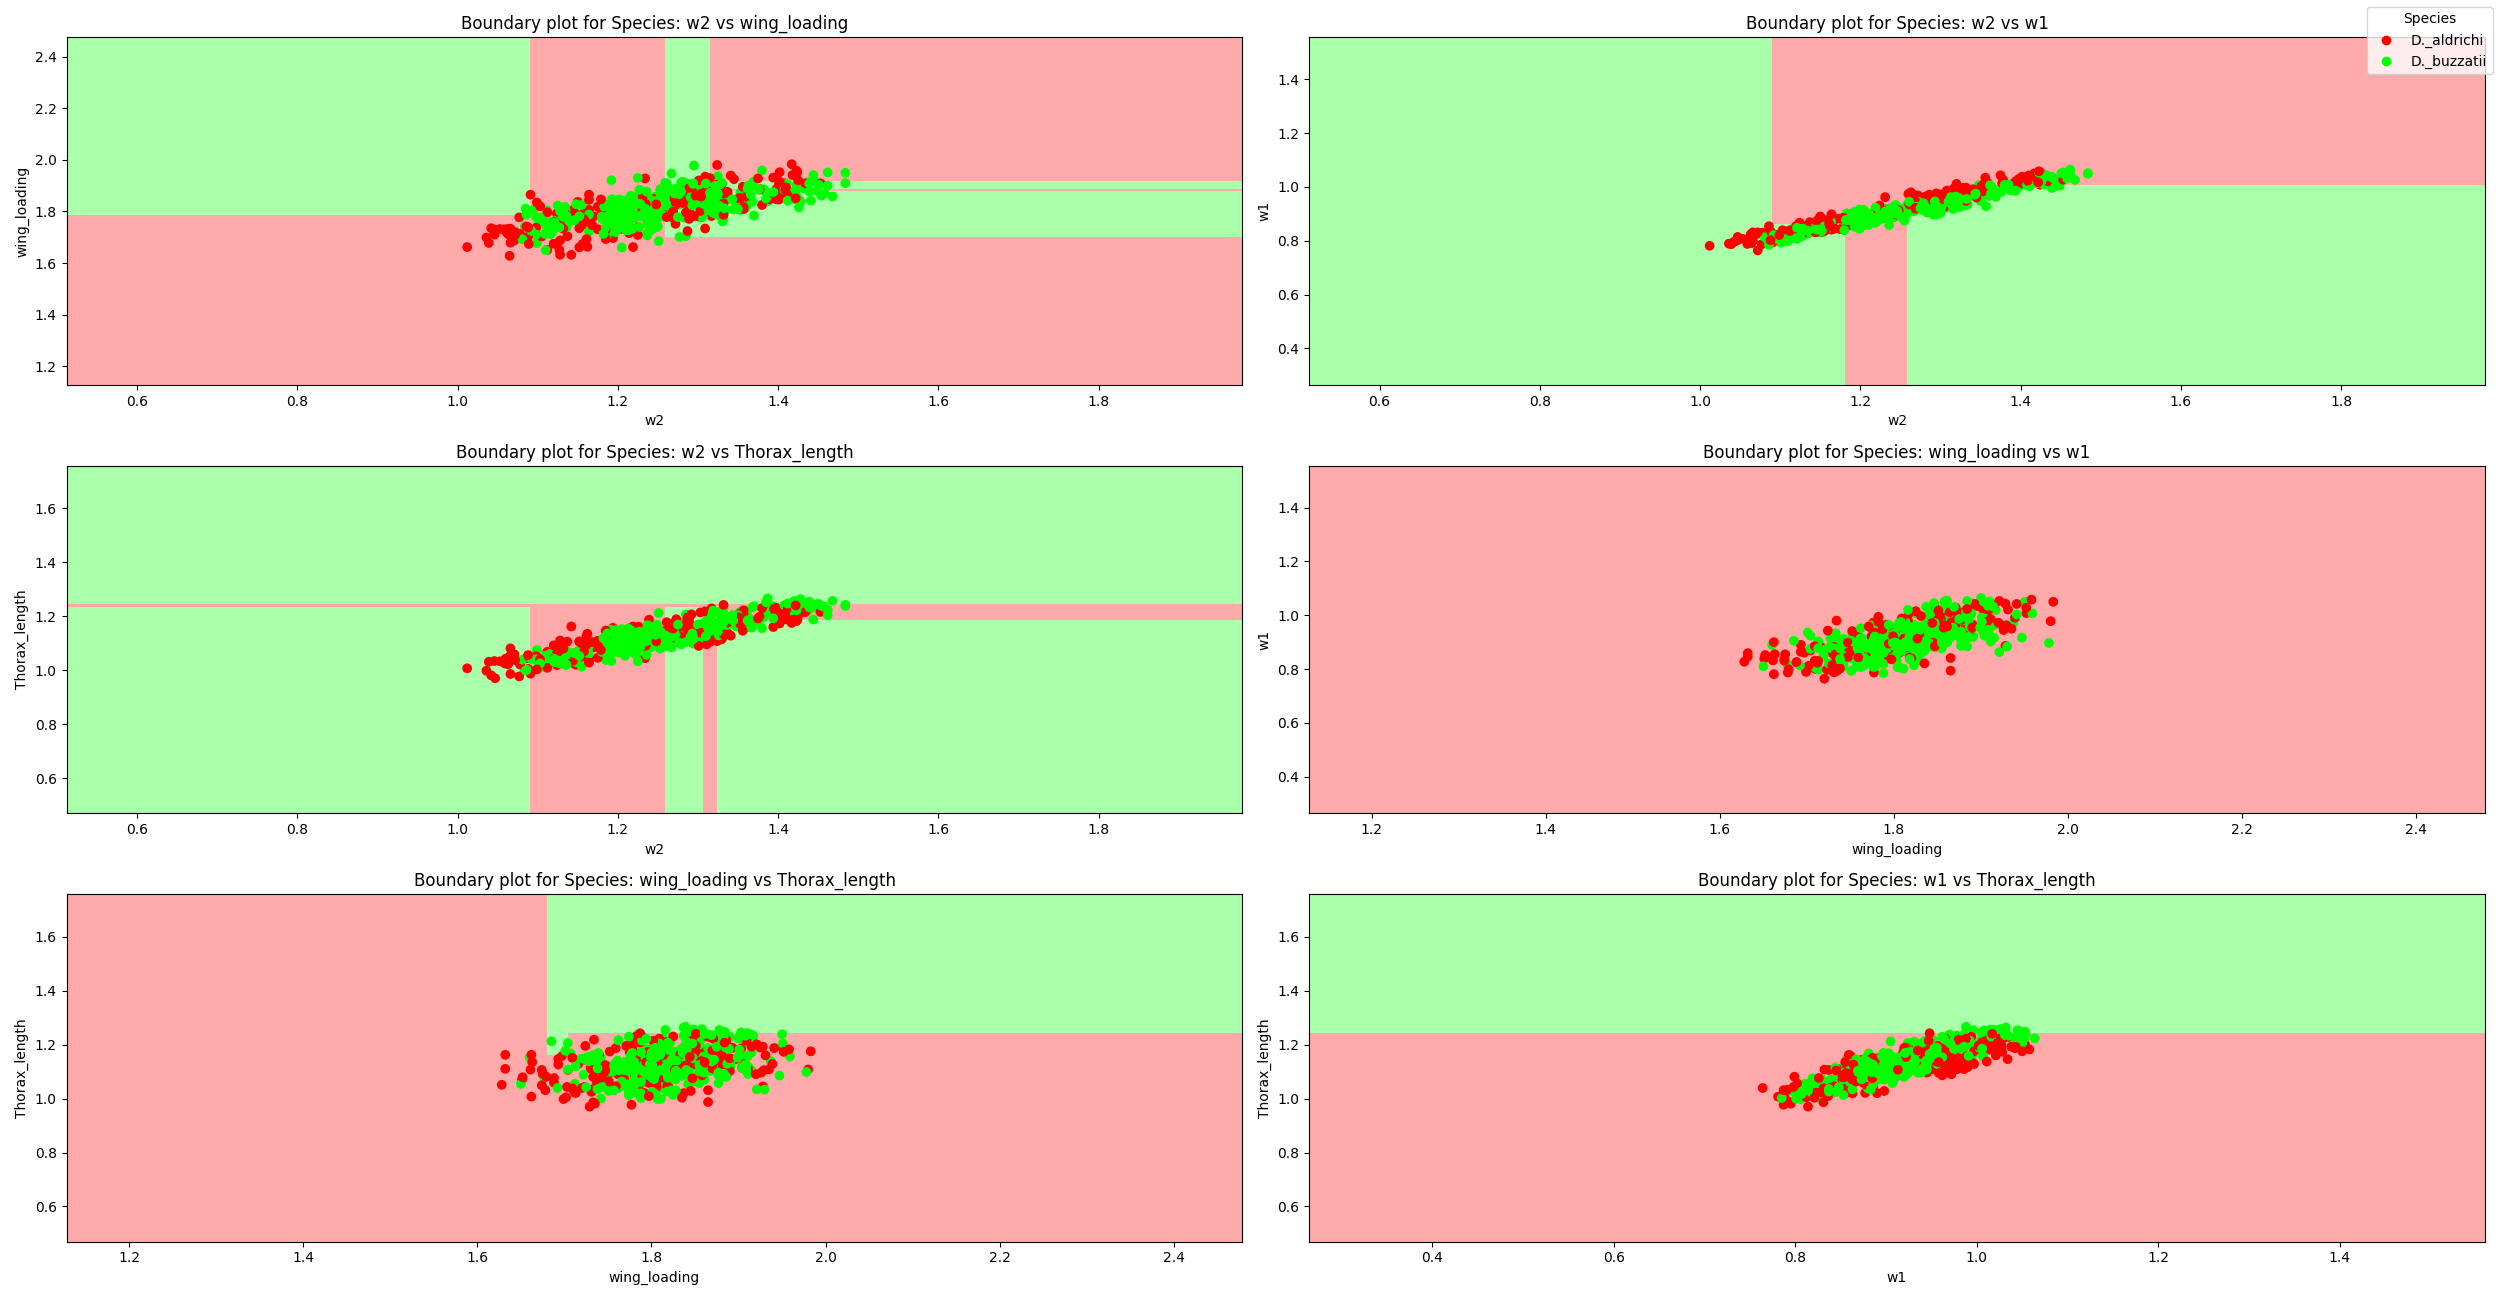 Boundary plot for Species: w2 vs wing_loading
2.4
2.2
2.0
1.8
1.6
1.4
1.2
wing_loading
0.6 0.8 1.0 1.2 1.4 1.6 1.8
w2
Boundary plot for Species: w2 vs w1
Species
D._aldrichi
D._buzzatii
1.4
1.2
1.0
0.8
0.6
0.4
w1
0.6 0.8 1.0 1.2 1.4 1.6 1.8
w2
Boundary plot for Species: w2 vs Thorax_length
1.6
1.4
1.2
1.0
0.8
0.6
Thorax_length
0.6 0.8 1.0 1.2 1.4 1.6 1.8
w2
Boundary plot for Species: wing_loading vs w1
1.4
1.2
1.0
0.8
0.6
0.4
w1
1.2 1.4 1.6 1.8 2.0 2.2 2.4
wing_loading
Boundary plot for Species: wing_loading vs Thorax_length
1.6
1.4
1.2
1.0
0.8
0.6
Thorax_length
1.2 1.4 1.6 1.8 2.0 2.2 2.4
wing_loading
Boundary plot for Species: w1 vs Thorax_length
1.6
1.4
1.2
1.0
0.8
0.6
Thorax_length
0.4 0.6 0.8 1.0 1.2 1.4
w1